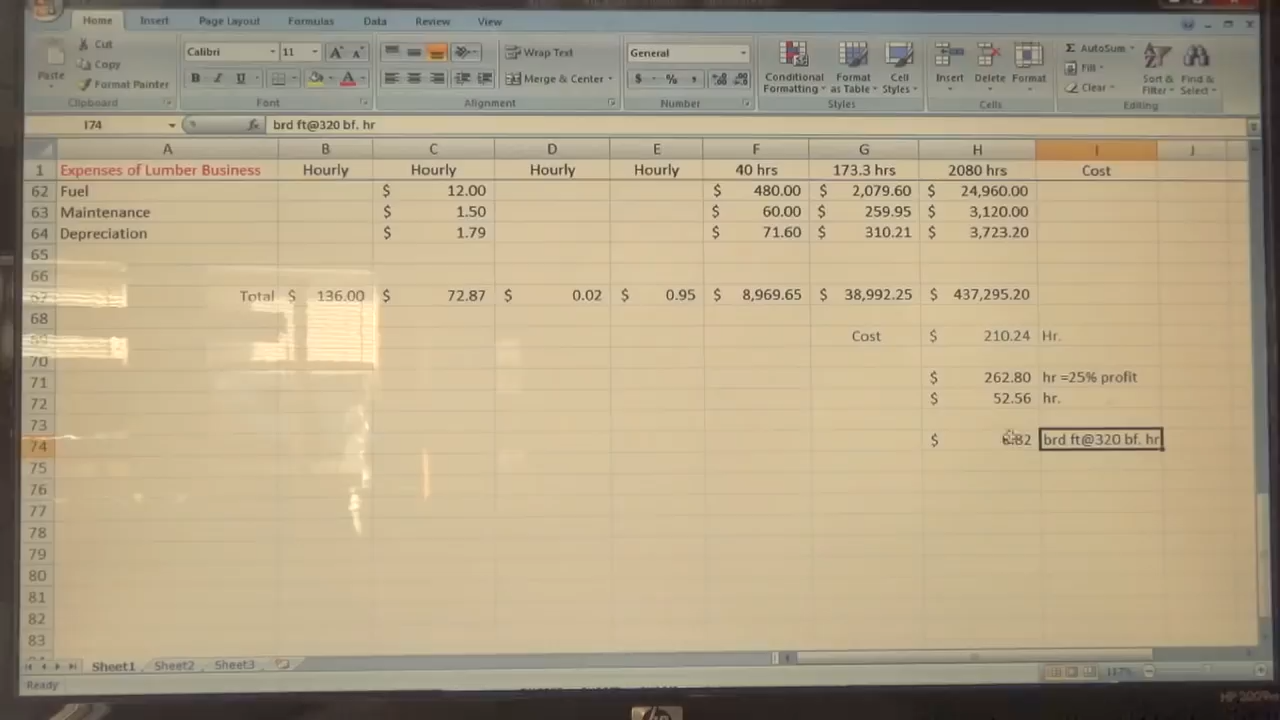 Home Insert Page Layout Formulas Data Review View
Cut
Copy
Format Painter
Paste
Clipboard
Calibri 11
B I U
Font
Wrap Text
Merge & Center
Alignment
General
$ % ,
Number
Conditional Formatting
Format as Table
Cell Styles
Styles
Insert Delete Format
Cells
AutoSum
Fill
Clear
Sort & Filter
Find & Select
Editing
I74 fx brd ft@320 bf. hr
A B C D E F G H I J
1 Expenses of Lumber Business Hourly Hourly Hourly Hourly 40 hrs 173.3 hrs 2080 hrs Cost
62 Fuel $ 12.00 $ 480.00 $ 2,079.60 $ 24,960.00
63 Maintenance $ 1.50 $ 60.00 $ 259.95 $ 3,120.00
64 Depreciation $ 1.79 $ 71.60 $ 310.21 $ 3,723.20
65
66
67 Total $ 136.00 $ 72.87 $ 0.02 $ 0.95 $ 8,969.65 $ 38,992.25 $ 437,295.20
68
69 Cost $ 210.24 Hr.
70
71 $ 262.80 hr =25% profit
72 $ 52.56 hr.
73
74 $ brd ft@320 bf. hr
75
76
77
78
79
80
81
82
83
Sheet1 Sheet2 Sheet3
Ready 117%
hp